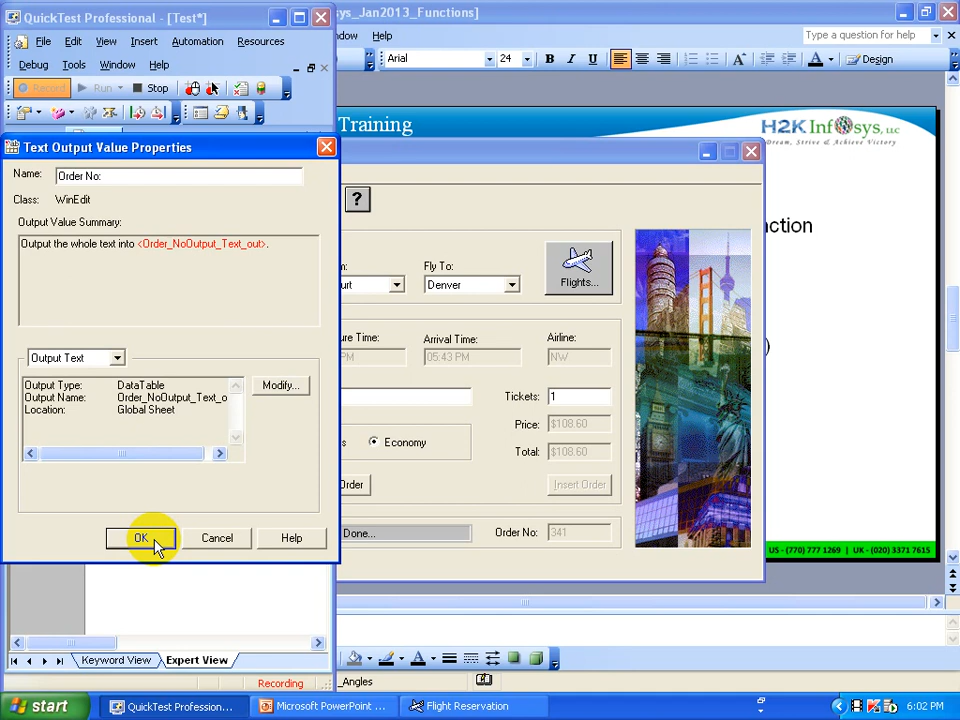 QuickTest Professional - [Test*]
sys_Jan2013_Functions]
File Edit View Insert Automation Resources
ndow Help
Type a question for help
Debug Tools Window Help
Arial
24
B I U
A
Design
Record Run Stop
Training
H2K Infosys, LLC
Dream, Strive & Achieve Victory
Text Output Value Properties
Name: Order No:
Class: WinEdit
?
Output Value Summary:
Output the whole text into <Order_NoOutput_Text_out>.
nction
m: Fly To:
urt Denver
Flights...
ure Time: Arrival Time: Airline:
PM 05:43 PM NW
)
Output Text
Output Type: DataTable
Output Name: Order_NoOutput_Text_o
Location: Global Sheet
Modify...
Tickets: 1
Price: $108.60
s Economy
Total: $108.60
Order Insert Order
Done... Order No: 341
OK Cancel Help
US - (770) 777 1269 | UK - (020) 3371 7615
Keyword View Expert View
Recording
_Angles
start QuickTest Profession... Microsoft PowerPoint ... Flight Reservation 6:02 PM